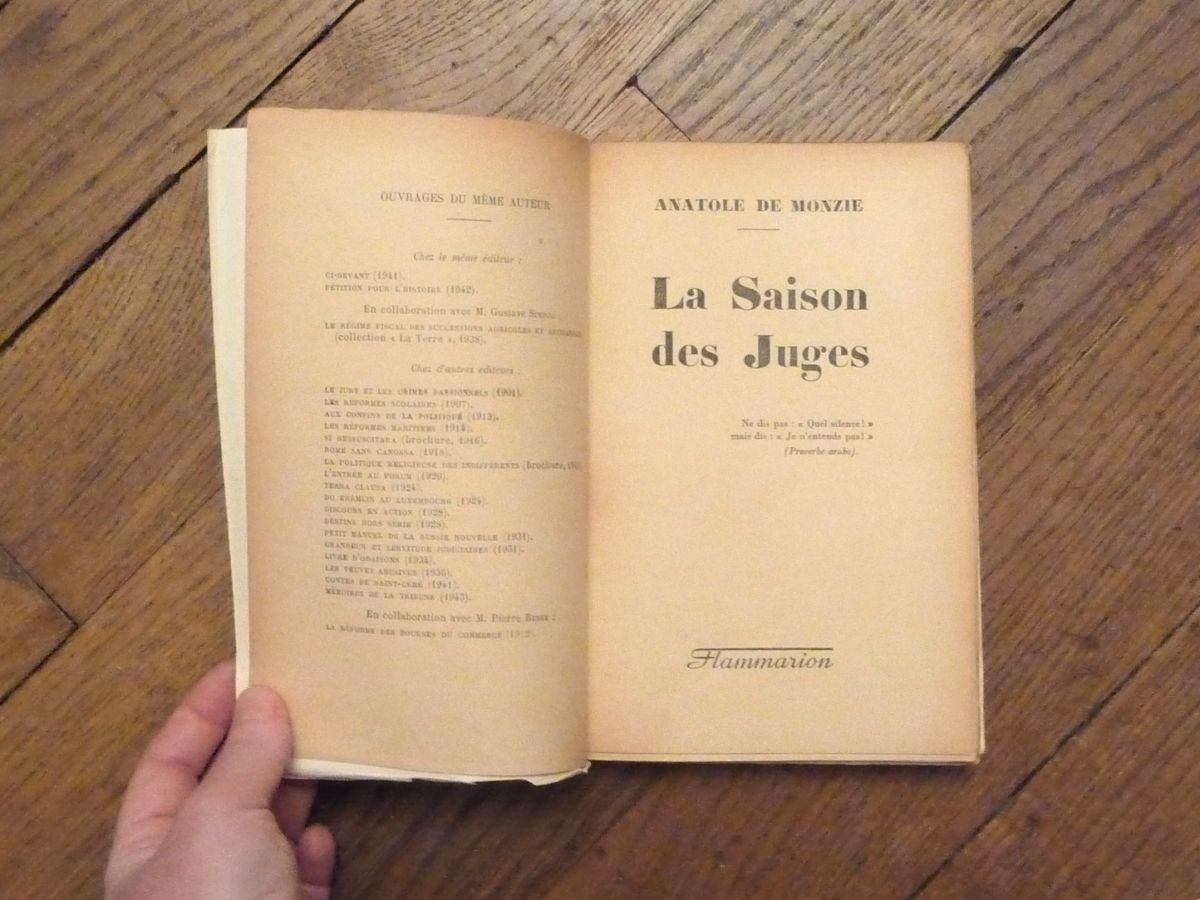 OUVRAGES DU MÊME AUTEUR
Chez le même éditeur :
CI-DEVANT (1941).
PÉTITION POUR L'HISTOIRE (1942).
En collaboration avec M. Gustave
LE RÉGIME FISCAL DES SUCCESSIONS AGRICOLES ET
(collection « La Terre », 1938).
Chez d'autres éditeurs :
LE JURY ET LES CRIMES PASSIONNELS (1901).
LES RÉFORMES SCOLAIRES (1907).
AUX CONFINS DE LA POLITIQUE (1913).
LES RÉFORMES MARITIMES (1914).
SI RESSUSCITARA (brochure, 1916).
ROME SANS CANOSSA (1918).
LA POLITIQUE RELIGIEUSE DES INDIFFÉRENTS (brochure,
L'ENTRÉE AU FORUM (1920).
TERRA CLAUSA (1924).
DU KREMLIN AU LUXEMBOURG (1924).
DISCOURS EN ACTION (1928).
DESTINS HORS SÉRIE (1928).
PETIT MANUEL DE LA RUSSIE NOUVELLE (1931).
GRANDEUR ET SERVITUDE JUDICIAIRES (1931).
LIVRE D'ORAISONS (1934).
LES VEUVES ABUSIVES (1936).
CONTES DE SAINT-CÉRÉ (1941).
MÉMOIRES DE LA TRIBUNE (1943).
En collaboration avec M. Pierre
LA RÉFORME DES BOURSES DU COMMERCE
ANATOLE DE MONZIE
La Saison
des Juges
Ne dis pas : « Quel silence! »
mais dis : « Je n'entends pas! »
(Proverbe arabe).
Flammarion